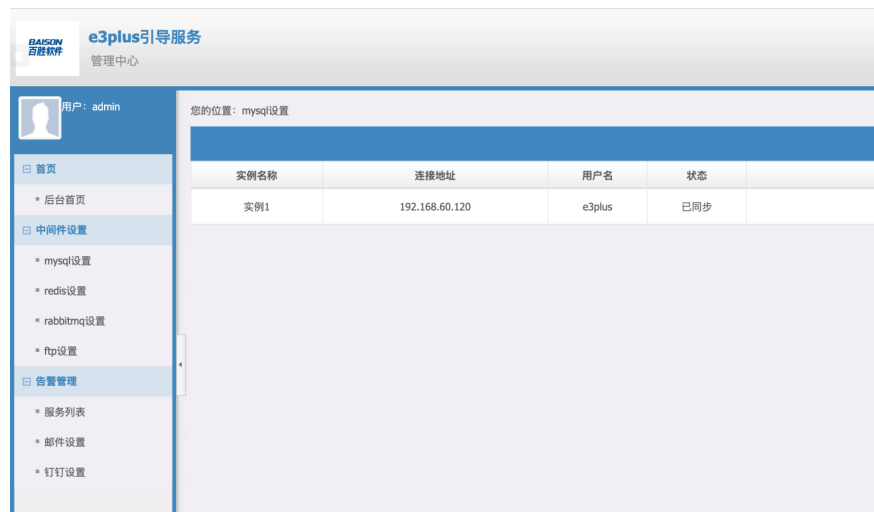 BAISON
百胜软件
e3plus引导服务
管理中心
用户：admin
您的位置：mysql设置
首页
后台首页
中间件设置
mysql设置
redis设置
rabbitmq设置
ftp设置
告警管理
服务列表
邮件设置
钉钉设置
实例名称 连接地址 用户名 状态
实例1 192.168.60.120 e3plus 已同步